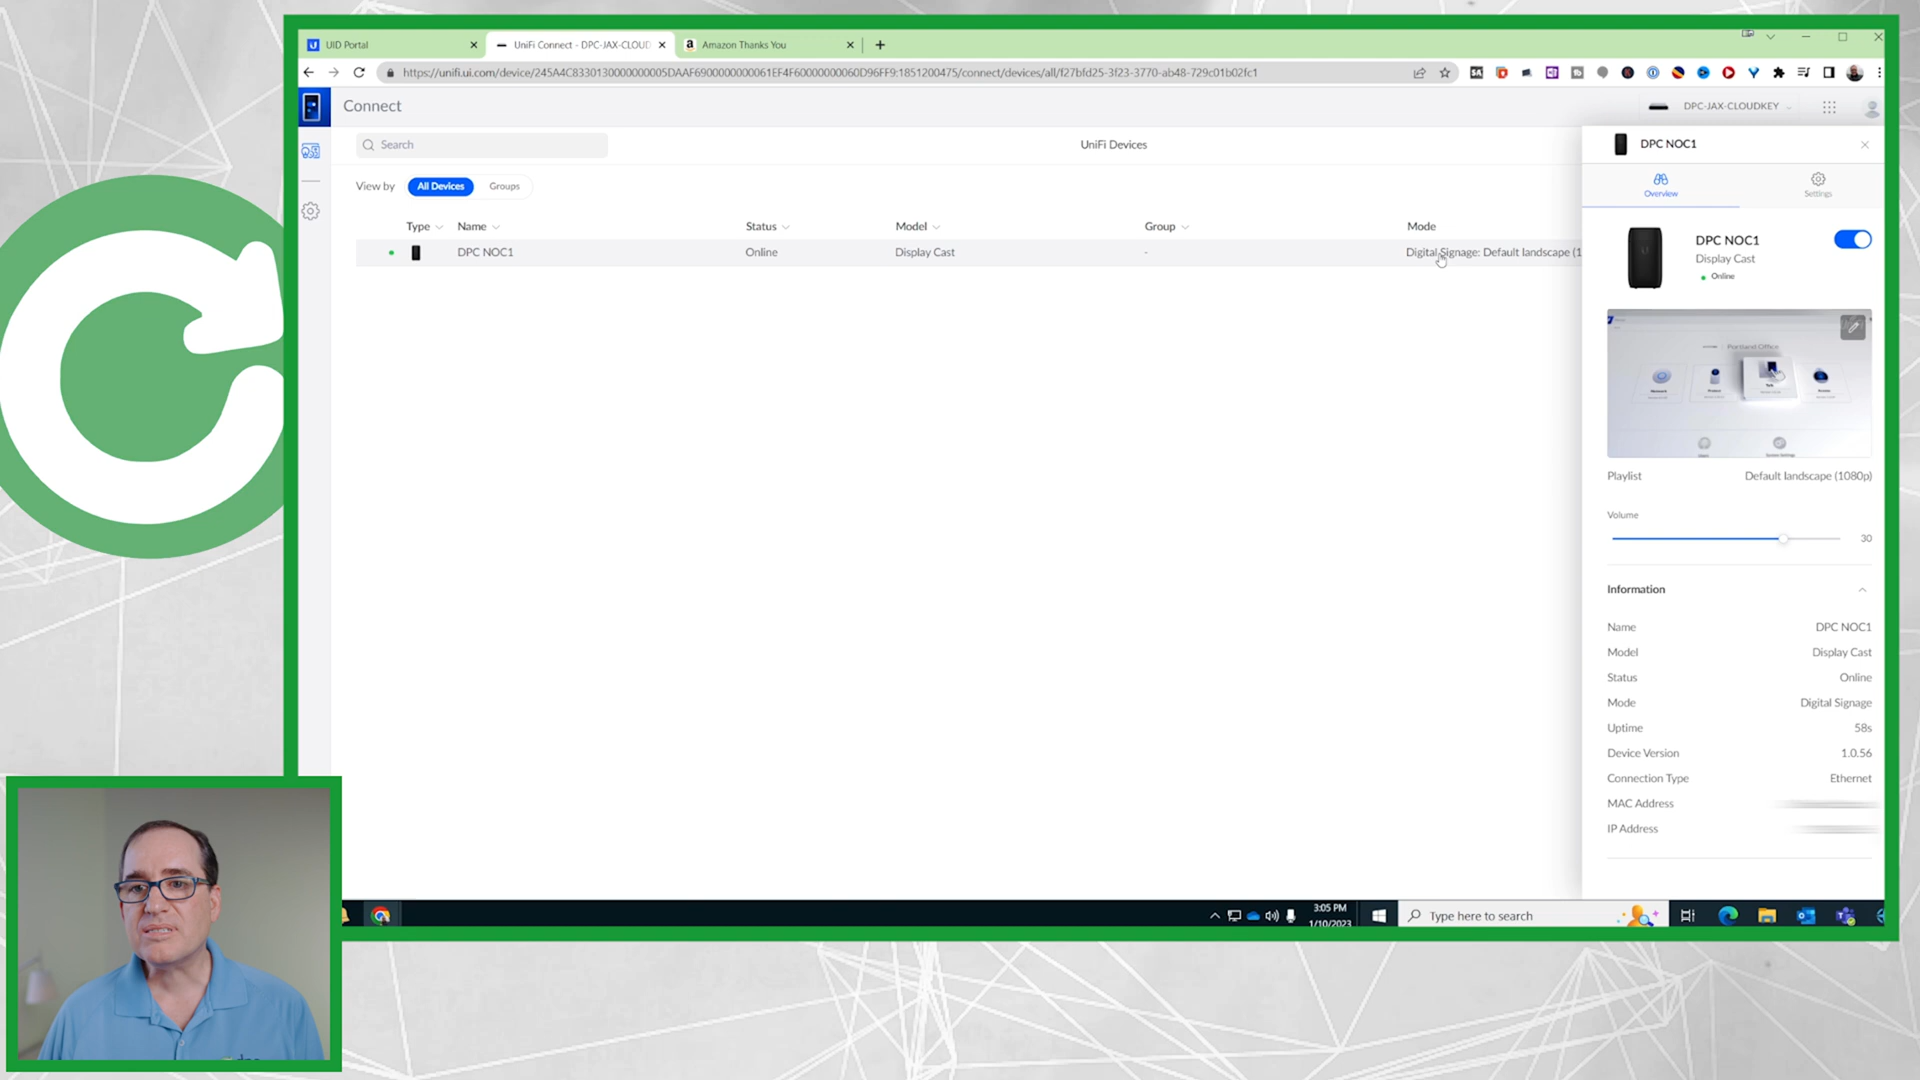 UID Portal
UniFi Connect - DPC-JAX-CLOUD
Amazon Thanks You
https://unifi.ui.com/device/245A4C8330130000000005DAAF6900000000061EF4F60000000060D96FF9:1851200475/connect/devices/all/f27bfd25-3f23-3770-ab48-729c01b02fc1
Connect
DPC-JAX-CLOUDKEY
Search
UniFi Devices
View by
All Devices
Groups
Type
Name
Status
Model
Group
Mode
DPC NOC1
Online
Display Cast
-
Digital Signage: Default landscape (1
DPC NOC1
Overview
Settings
DPC NOC1
Display Cast
Online
Portland Office
Playlist
Default landscape (1080p)
Volume
30
Information
Name
DPC NOC1
Model
Display Cast
Status
Online
Mode
Digital Signage
Uptime
58s
Device Version
1.0.56
Connection Type
Ethernet
MAC Address
IP Address
3:05 PM
1/10/2023
Type here to search